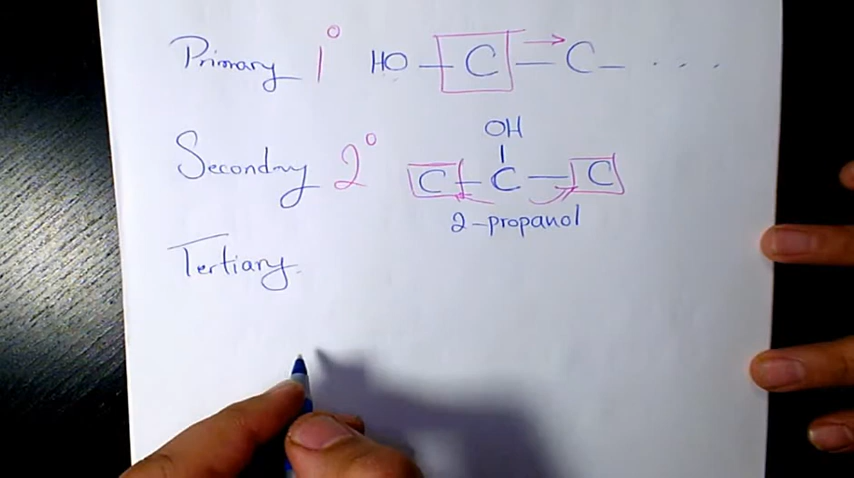 Primary 1° HO – C – C – . . .
OH
Secondary 2° C – C – C
2-propanol
Tertiary